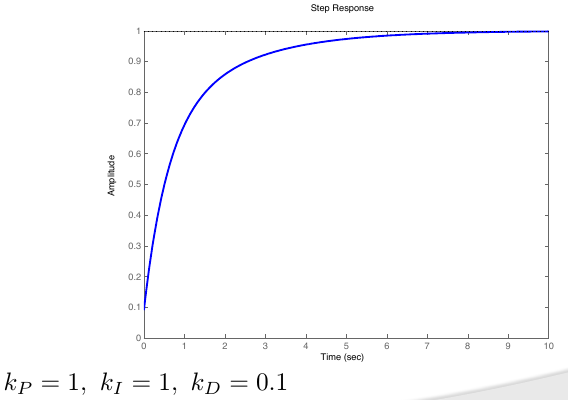 Step Response
1
0.9
0.8
0.7
0.6
0.5
0.4
0.3
0.2
0.1
0
Amplitude
0 1 2 3 4 5 6 7 8 9 10
Time (sec)
k_P = 1, k_I = 1, k_D = 0.1